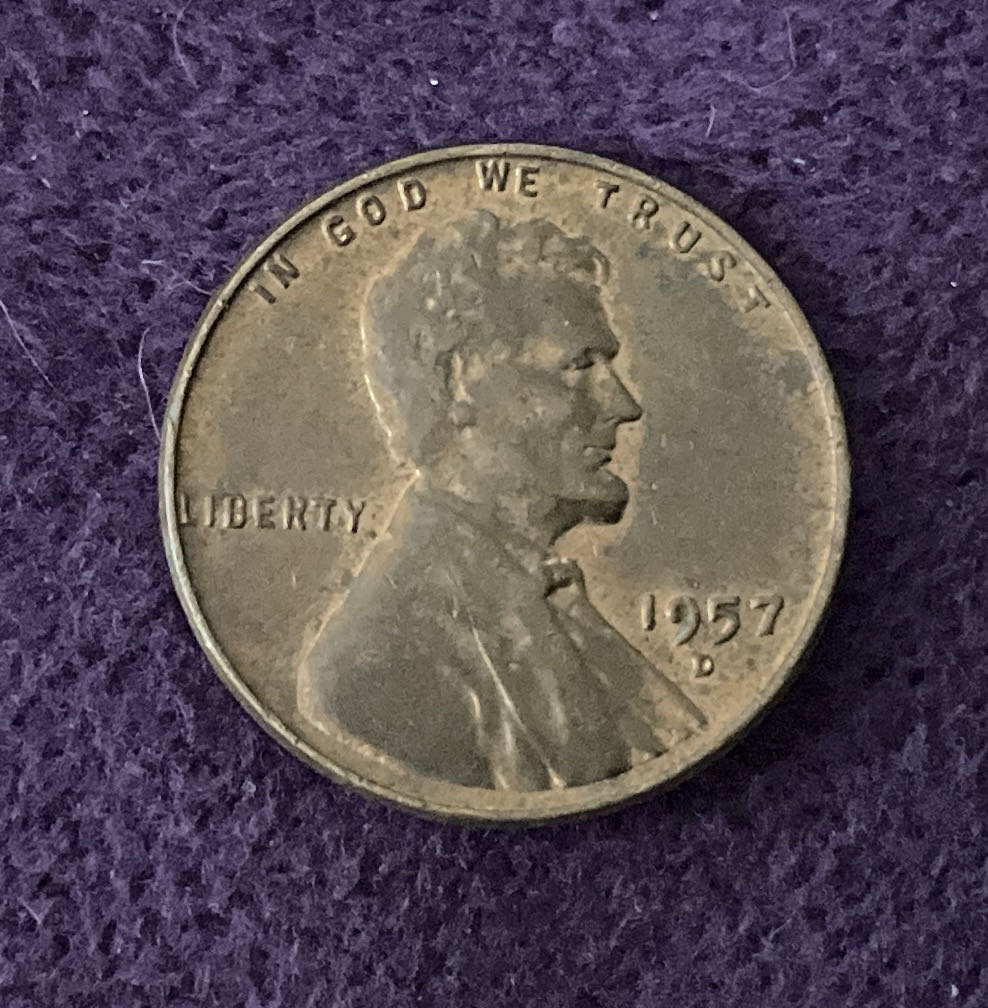 IN GOD WE TRUST
LIBERTY
1957
D